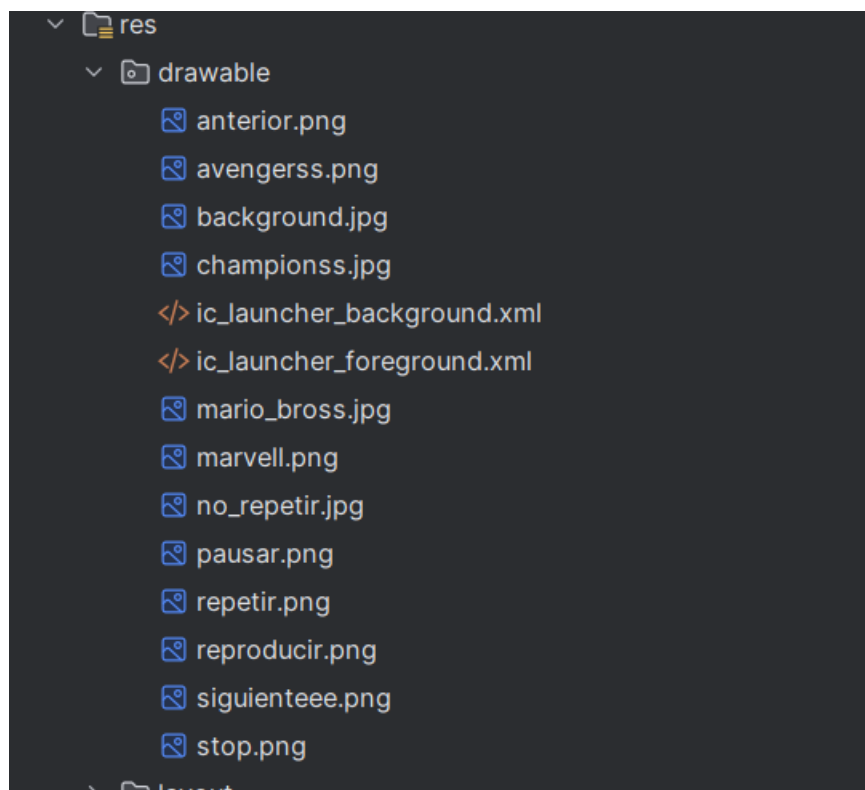 res
drawable
anterior.png
avengerss.png
background.jpg
championss.jpg
ic_launcher_background.xml
ic_launcher_foreground.xml
mario_bross.jpg
marvell.png
no_repetir.jpg
pausar.png
repetir.png
reproducir.png
siguienteee.png
stop.png
layout